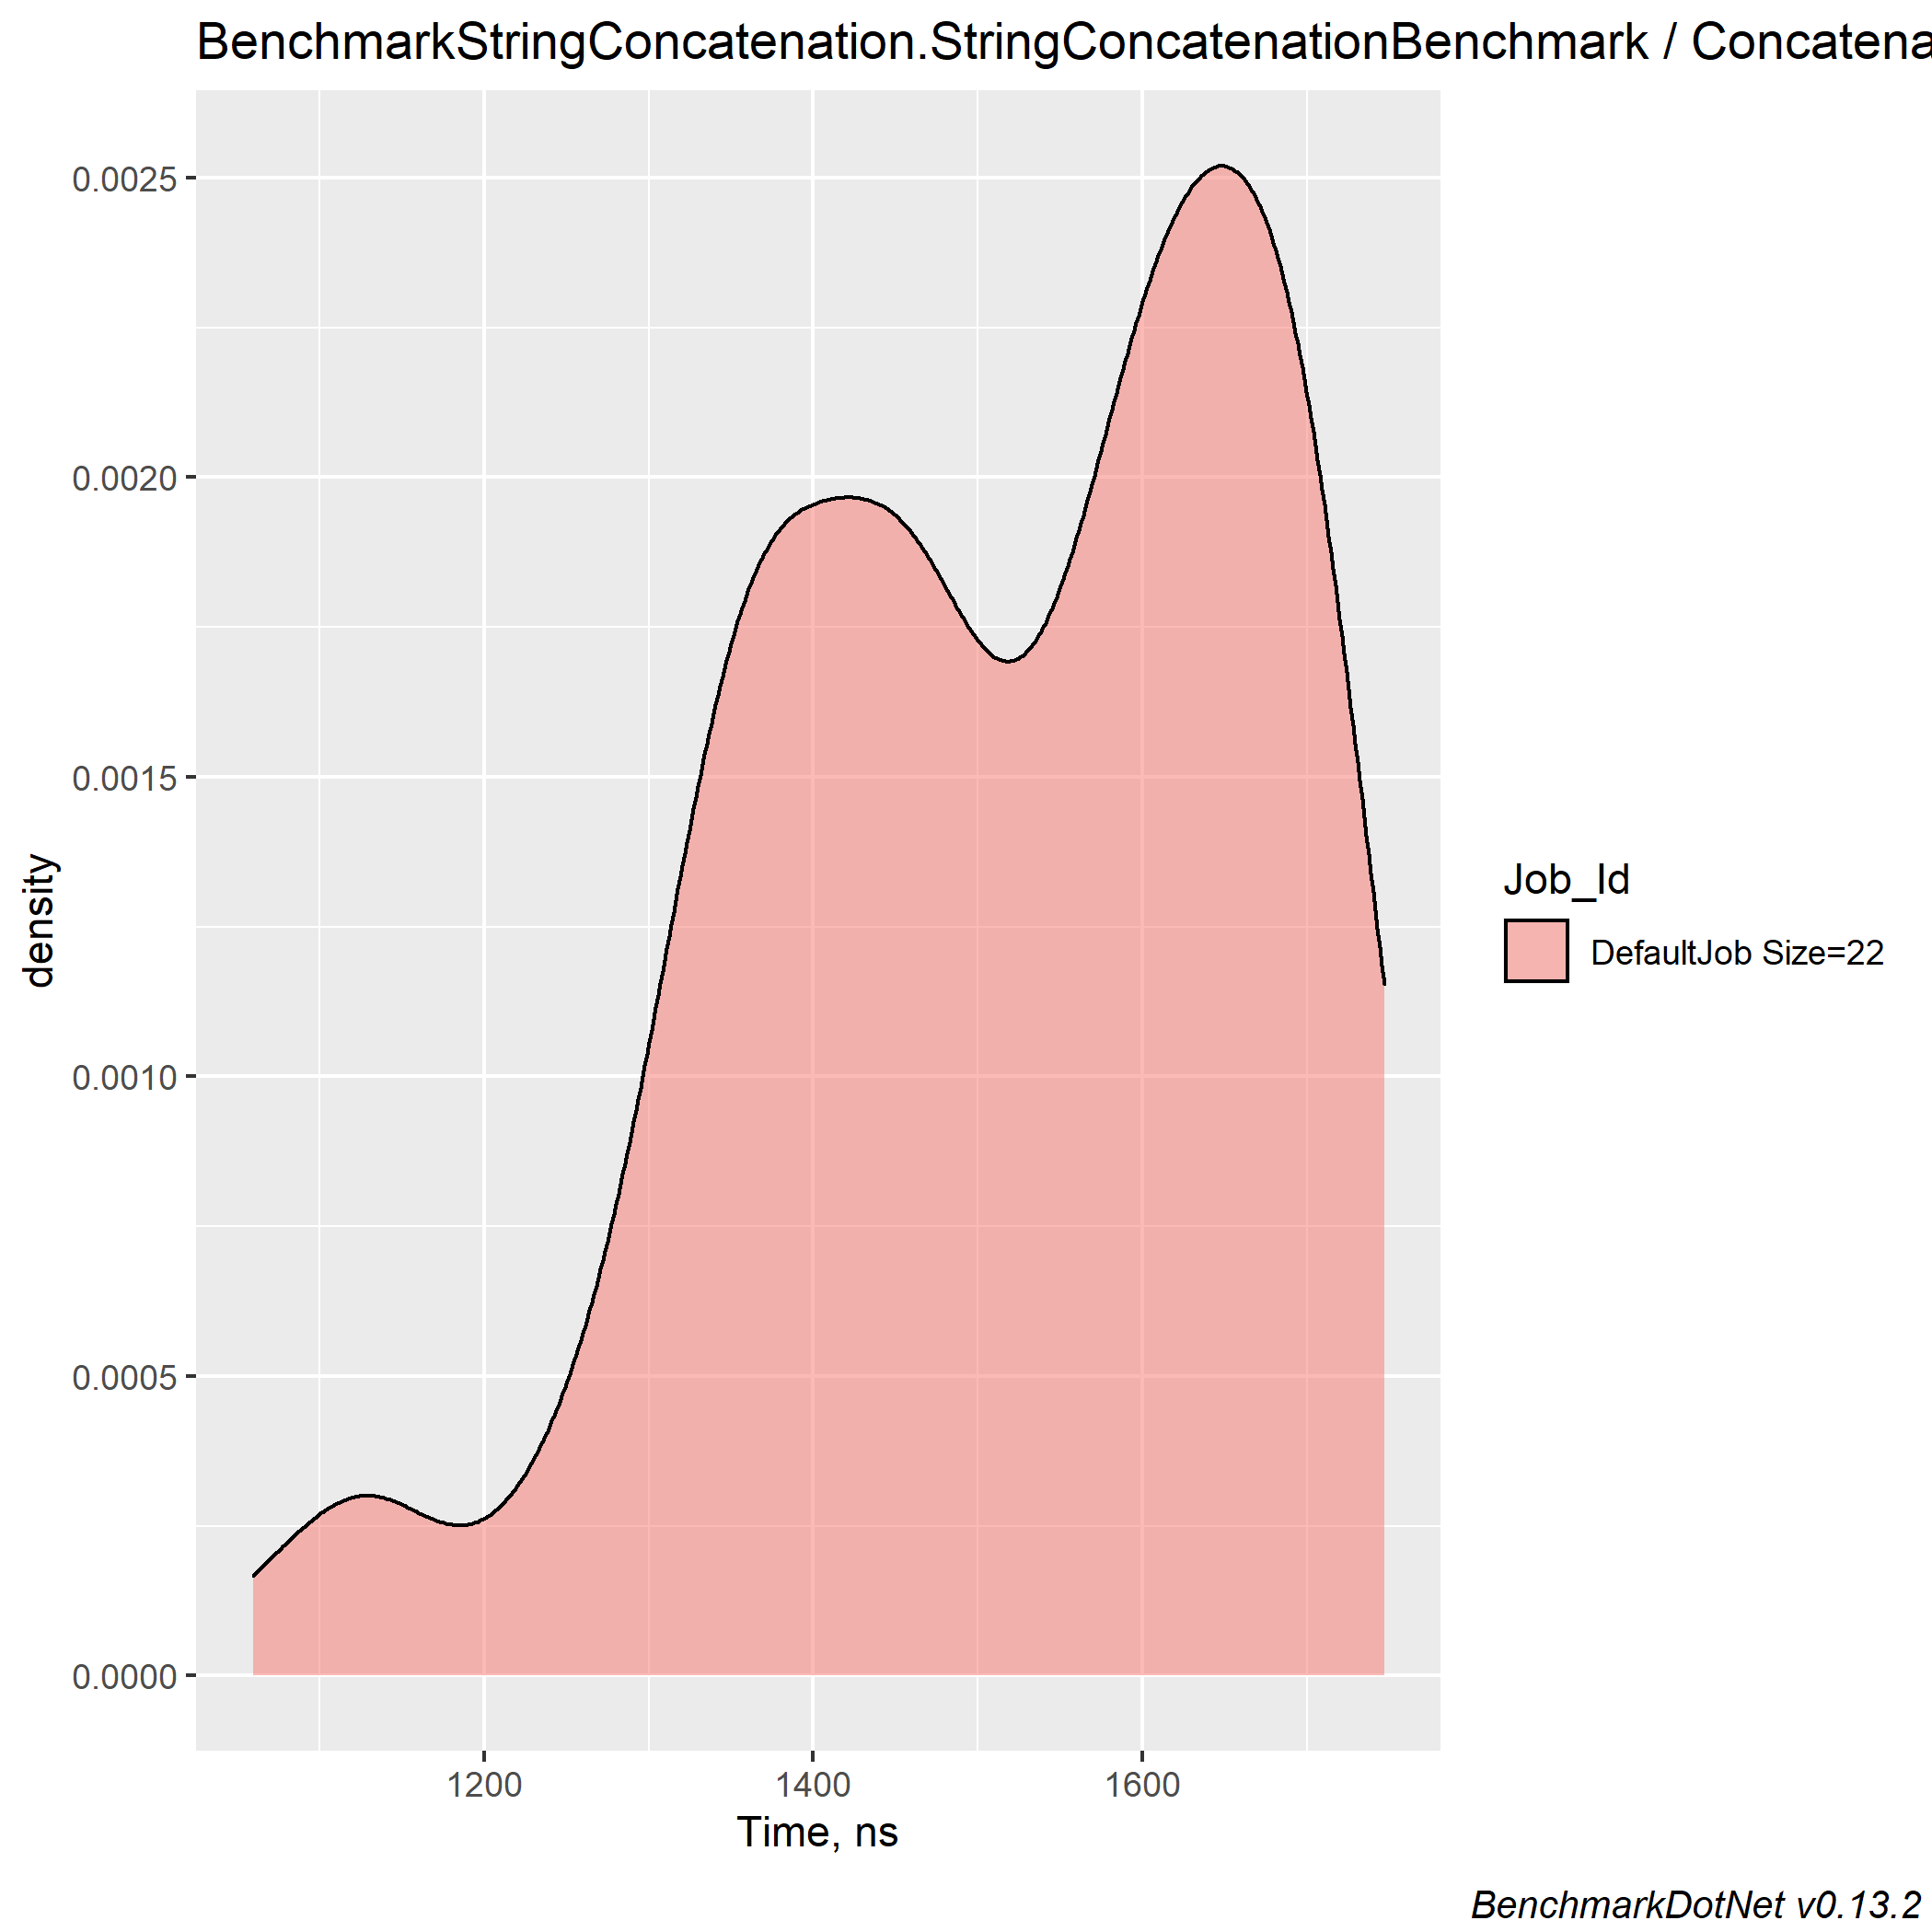 BenchmarkStringConcatenation.StringConcatenationBenchmark / Concatena
0.0025
0.0020
0.0015
0.0010
0.0005
0.0000
density
1200 1400 1600
Time, ns
Job_Id
DefaultJob Size=22
BenchmarkDotNet v0.13.2